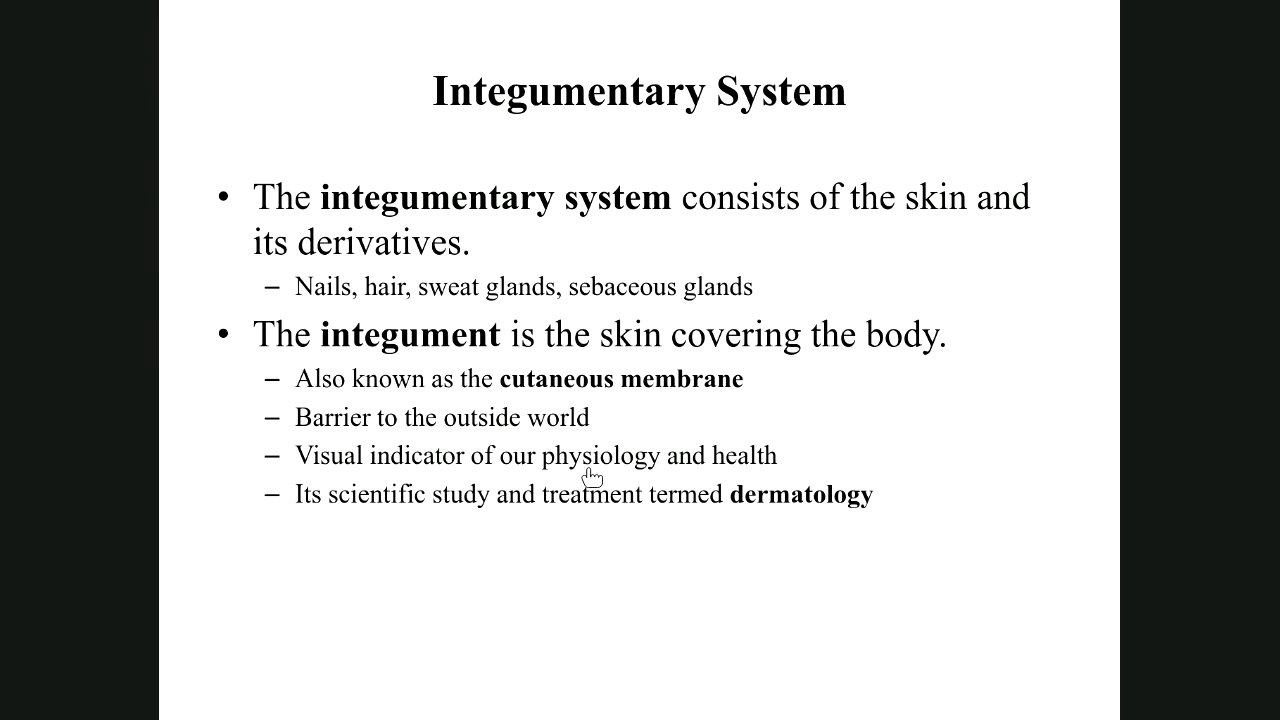 Integumentary System
• The integumentary system consists of the skin and
its derivatives.
– Nails, hair, sweat glands, sebaceous glands
• The integument is the skin covering the body.
– Also known as the cutaneous membrane
– Barrier to the outside world
– Visual indicator of our physiology and health
– Its scientific study and treatment termed dermatology